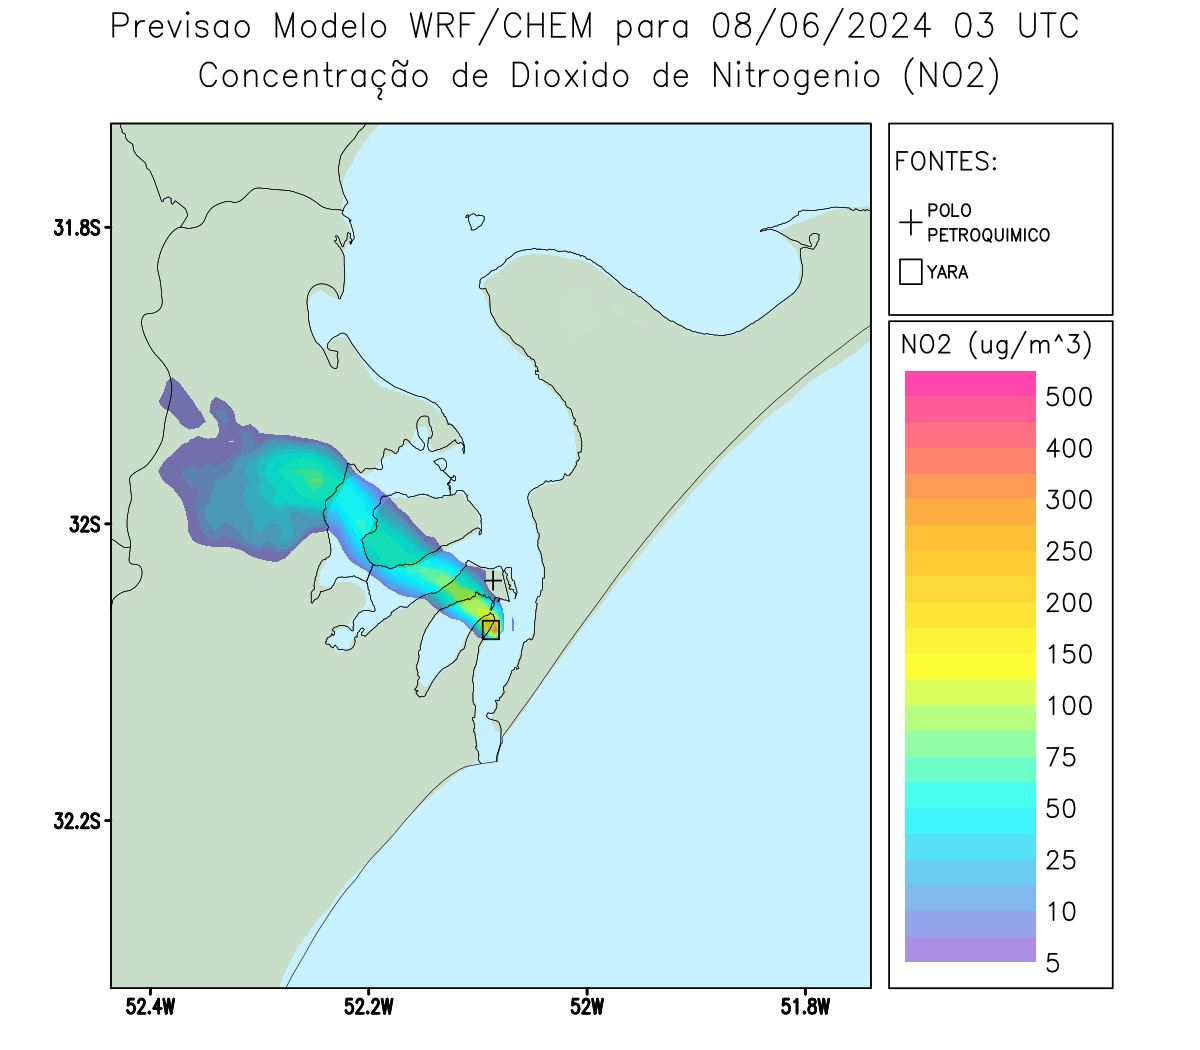 Previsao Modelo WRF/CHEM para 08/06/2024 03 UTC
Concentração de Dioxido de Nitrogenio (NO2)
FONTES:
POLO
PETROQUIMICO
YARA
NO2 (ug/m^3)
500
400
300
250
200
150
100
75
50
25
10
5
31.8S
32S
32.2S
52.4W
52.2W
52W
51.8W